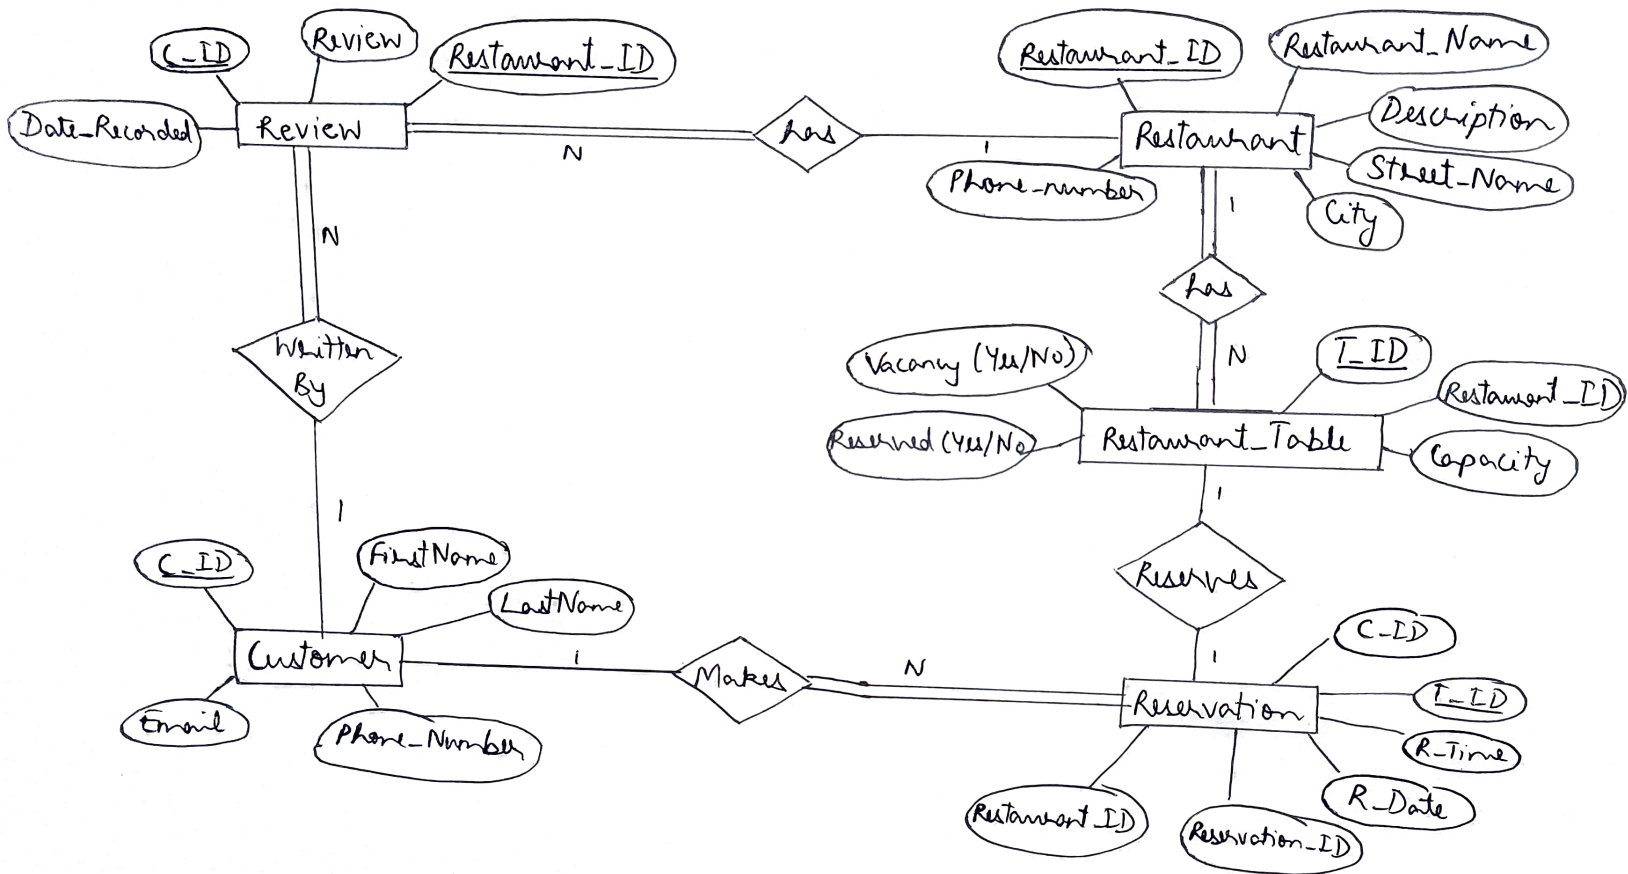 C_ID
Review
Restaurant_ID
Date_Recorded
Review
N
has
1
Restaurant_ID
Restaurant_Name
Description
Restaurant
Street_Name
Phone_number
City
1
has
N
N
Written
By
1
Vacancy (Yes/No)
T_ID
Restaurant_ID
Reserved (Yes/No
Restaurant_Table
Capacity
1
Reserves
1
C_ID
FirstName
LastName
Customer
Email
Phone_Number
1
Makes
N
C_ID
Reservation
T_ID
R_Time
R_Date
Restaurant_ID
Reservation_ID